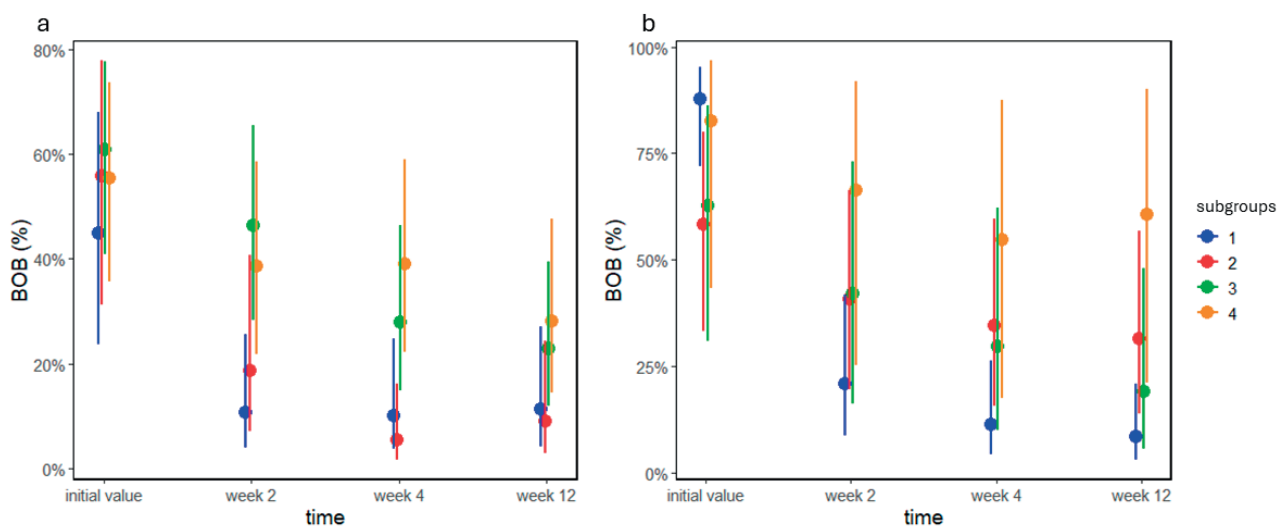 a
80%
60%
40%
20%
0%
BOB (%)
initial value week 2 week 4 week 12
time
b
100%
75%
50%
25%
0%
BOB (%)
initial value week 2 week 4 week 12
time
subgroups
1
2
3
4